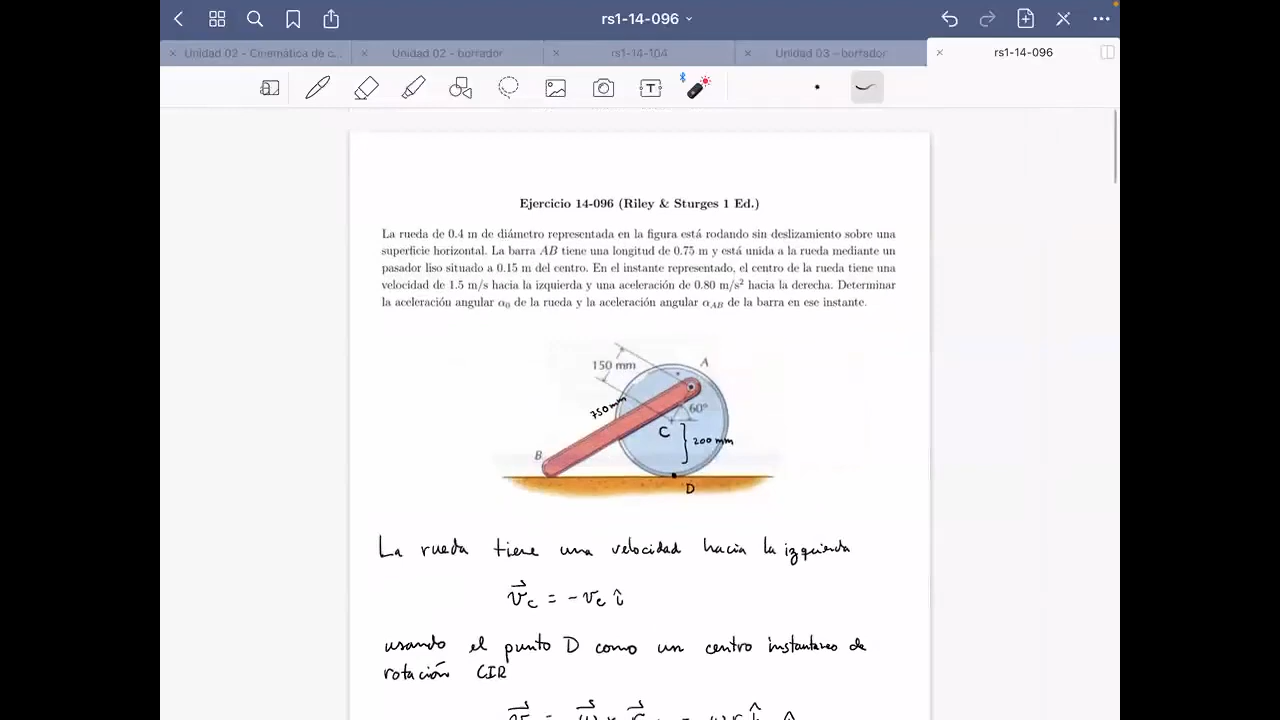 rs1-14-096
Unidad 02 - Cinemática de c...
Unidad 02 - borrador
rs1-14-104
Unidad 03 - borrador
rs1-14-096
T
Ejercicio 14-096 (Riley & Sturges 1 Ed.)
La rueda de 0.4 m de diámetro representada en la figura está rodando sin deslizamiento sobre una
superficie horizontal. La barra AB tiene una longitud de 0.75 m y está unida a la rueda mediante un
pasador liso situado a 0.15 m del centro. En el instante representado, el centro de la rueda tiene una
velocidad de 1.5 m/s hacia la izquierda y una aceleración de 0.80 m/s² hacia la derecha. Determinar
la aceleración angular α₀ de la rueda y la aceleración angular α_AB de la barra en ese instante.
150 mm
A
750 mm
60°
C
200 mm
B
D
La rueda tiene una velocidad hacia la izquierda
v⃗_c = -v_c î
usando el punto D como un centro instantaneo de
rotación CIR